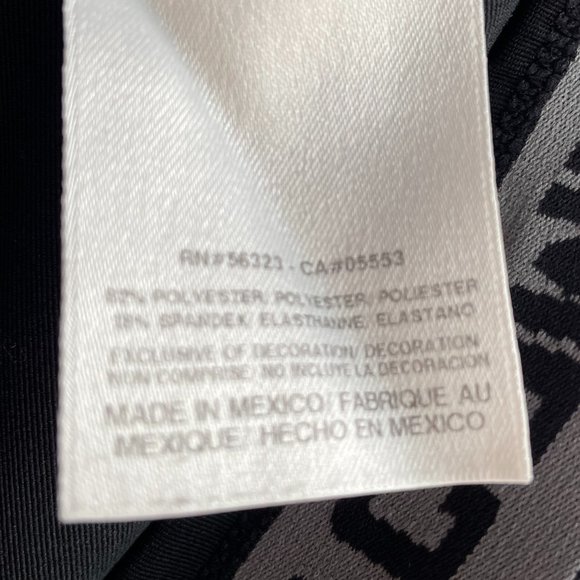 RN#56323 - CA#05553
82% POLYESTER, POLYESTER, POLIESTER
18% SPANDEX, ELASTHANNE, ELASTANO
EXCLUSIVE OF DECORATION/DECORATION
NON COMPRISE/NO INCLUYE LA DECORACIÓN
MADE IN MEXICO/FABRIQUE AU
MEXIQUE/HECHO EN MEXICO